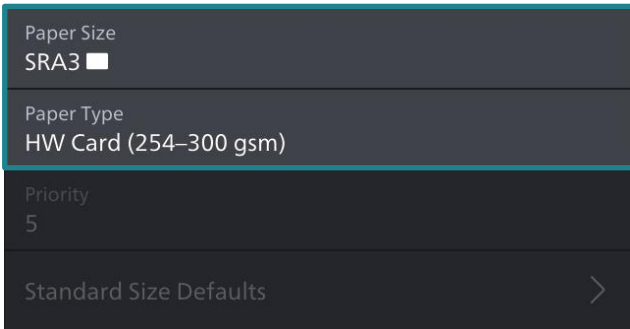 Paper Size
SRA3
Paper Type
HW Card (254–300 gsm)
Priority
5
Standard Size Defaults